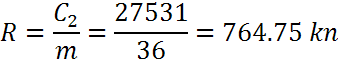 R = C₂/m = 27531/36 = 764.75 kn